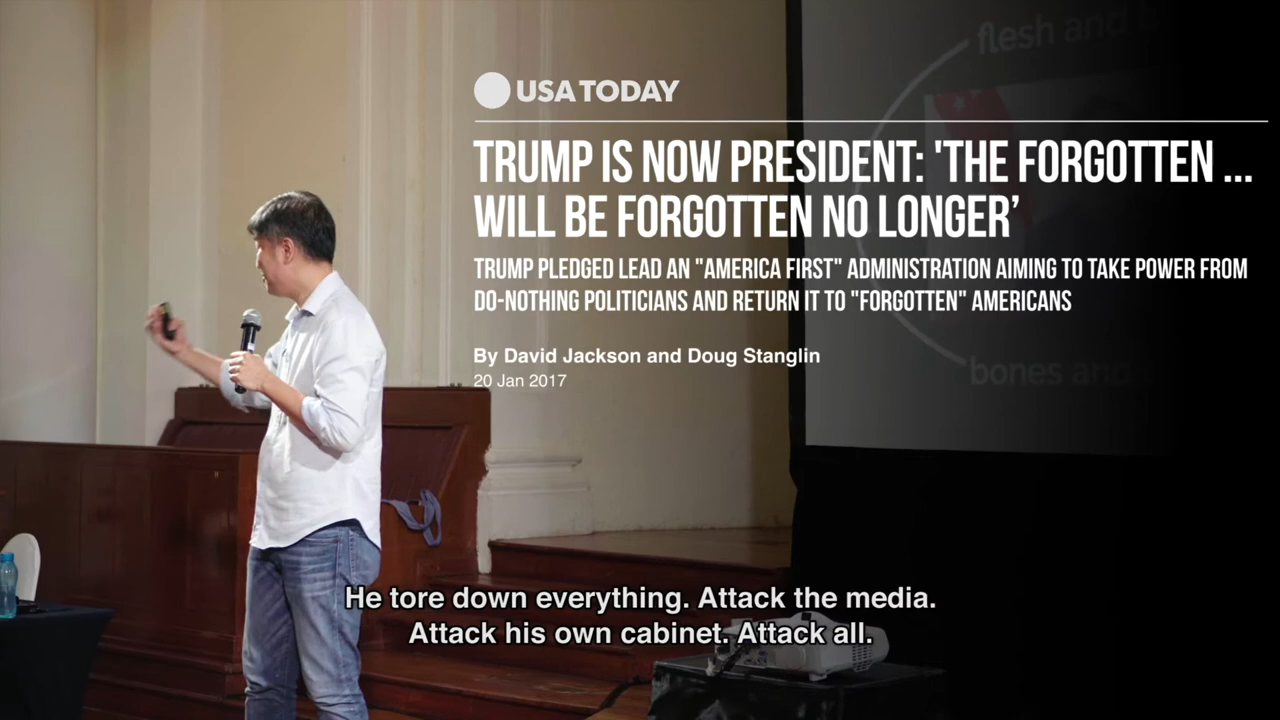 flesh and
USA TODAY
TRUMP IS NOW PRESIDENT: 'THE FORGOTTEN ...
WILL BE FORGOTTEN NO LONGER’
TRUMP PLEDGED LEAD AN "AMERICA FIRST" ADMINISTRATION AIMING TO TAKE POWER FROM
DO-NOTHING POLITICIANS AND RETURN IT TO "FORGOTTEN" AMERICANS
By David Jackson and Doug Stanglin
20 Jan 2017
bones and
He tore down everything. Attack the media.
Attack his own cabinet. Attack all.